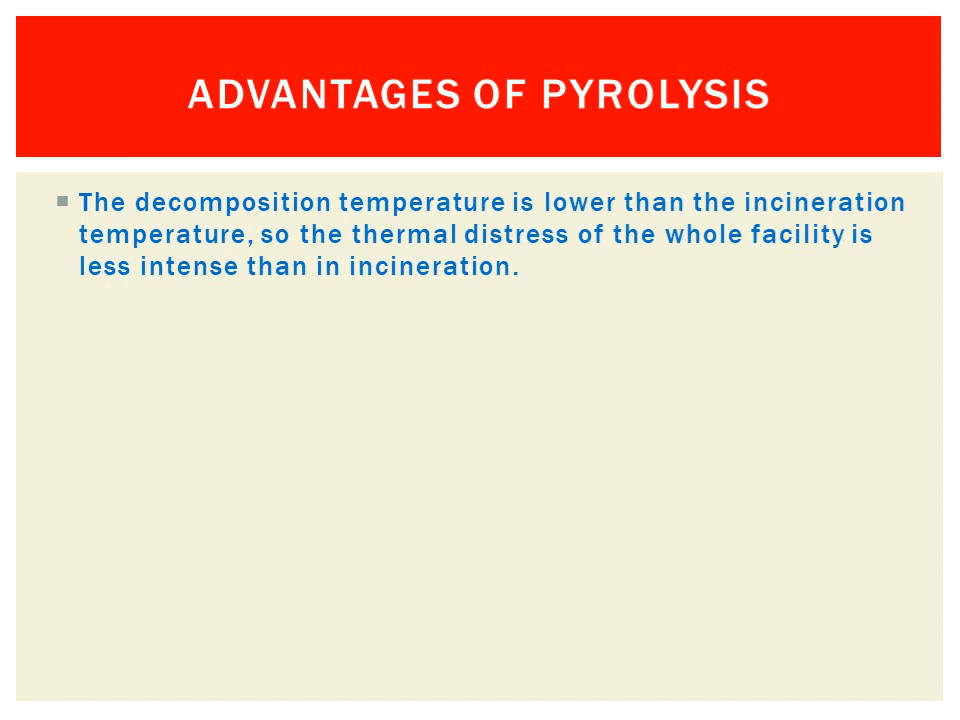 ADVANTAGES OF PYROLYSIS
The decomposition temperature is lower than the incineration
temperature, so the thermal distress of the whole facility is
less intense than in incineration.